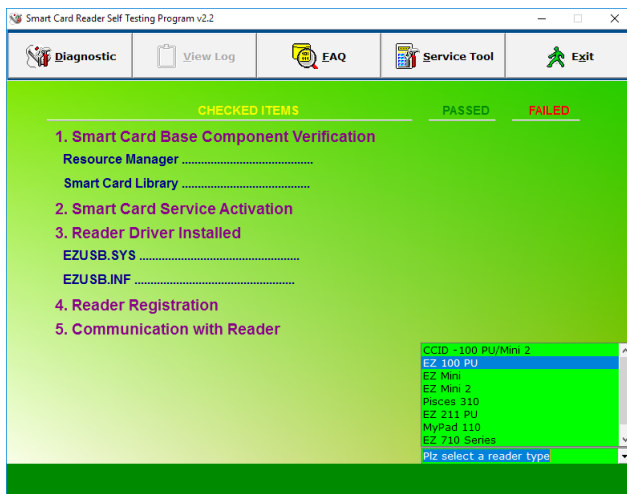 Smart Card Reader Self Testing Program v2.2
Diagnostic View Log FAQ Service Tool Exit
CHECKED ITEMS PASSED FAILED
1. Smart Card Base Component Verification
Resource Manager .........................................
Smart Card Library ........................................
2. Smart Card Service Activation
3. Reader Driver Installed
EZUSB.SYS ..................................................
EZUSB.INF ..................................................
4. Reader Registration
5. Communication with Reader
CCID -100 PU/Mini 2
EZ 100 PU
EZ Mini
EZ Mini 2
Pisces 310
EZ 211 PU
MyPad 110
EZ 710 Series
Plz select a reader type